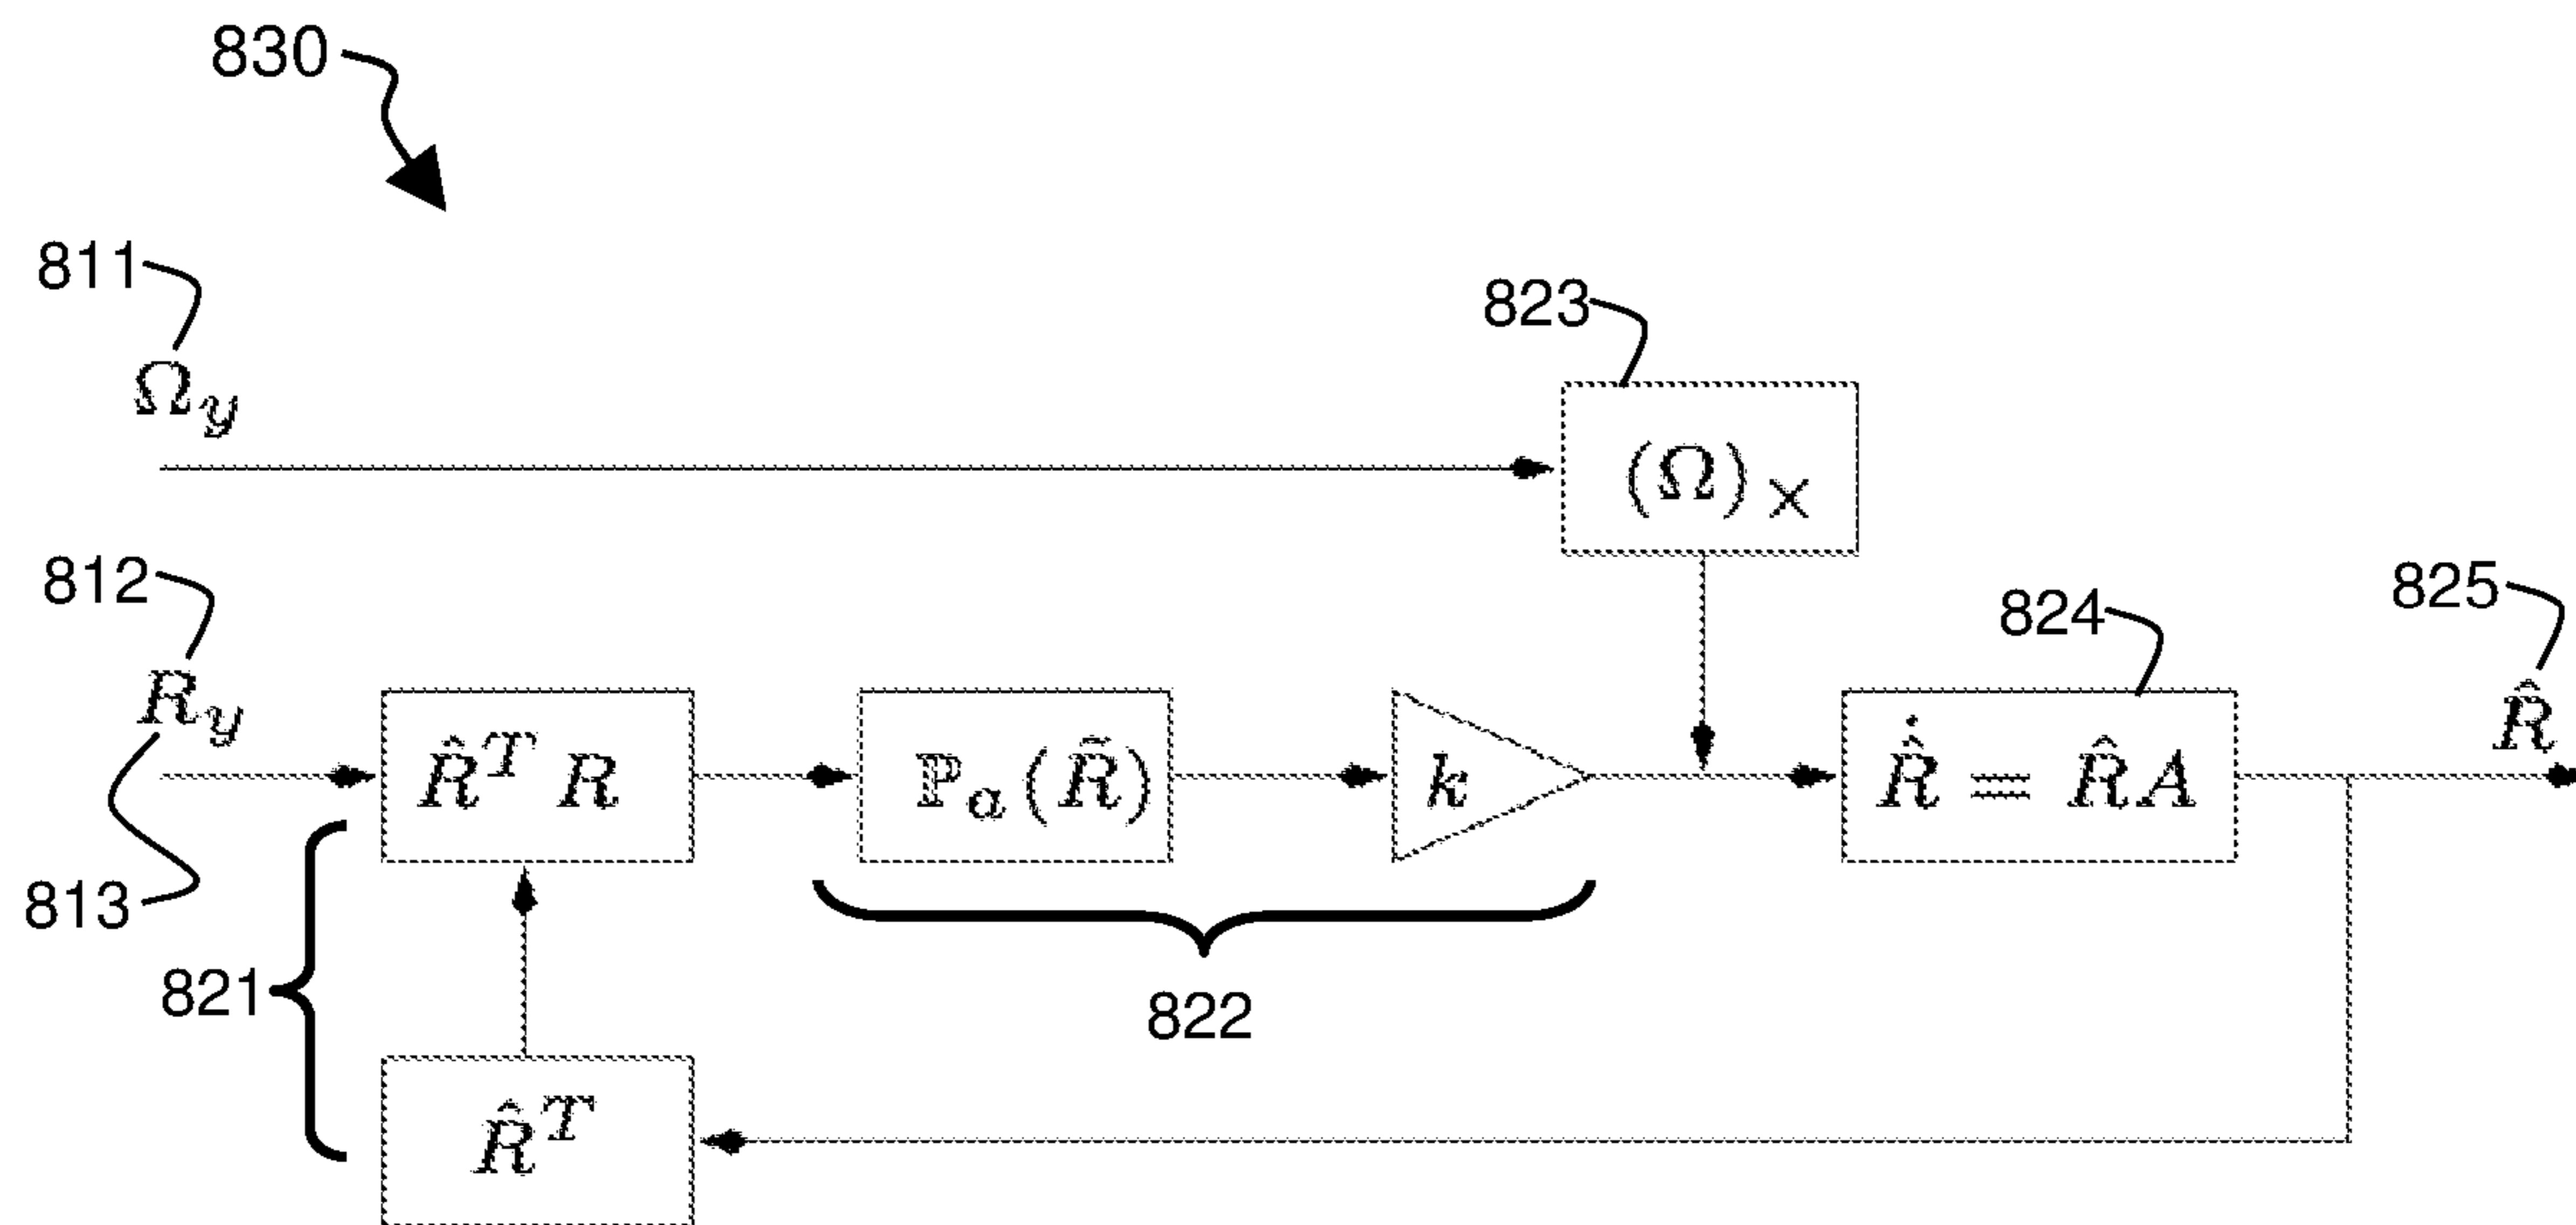 830
811
Ω_y
823
(Ω)×
812
R_y
813
R̂^T R
ℙ_a(R̃)
k
824
R̂̇ = R̂A
825
R̂
821
822
R̂^T